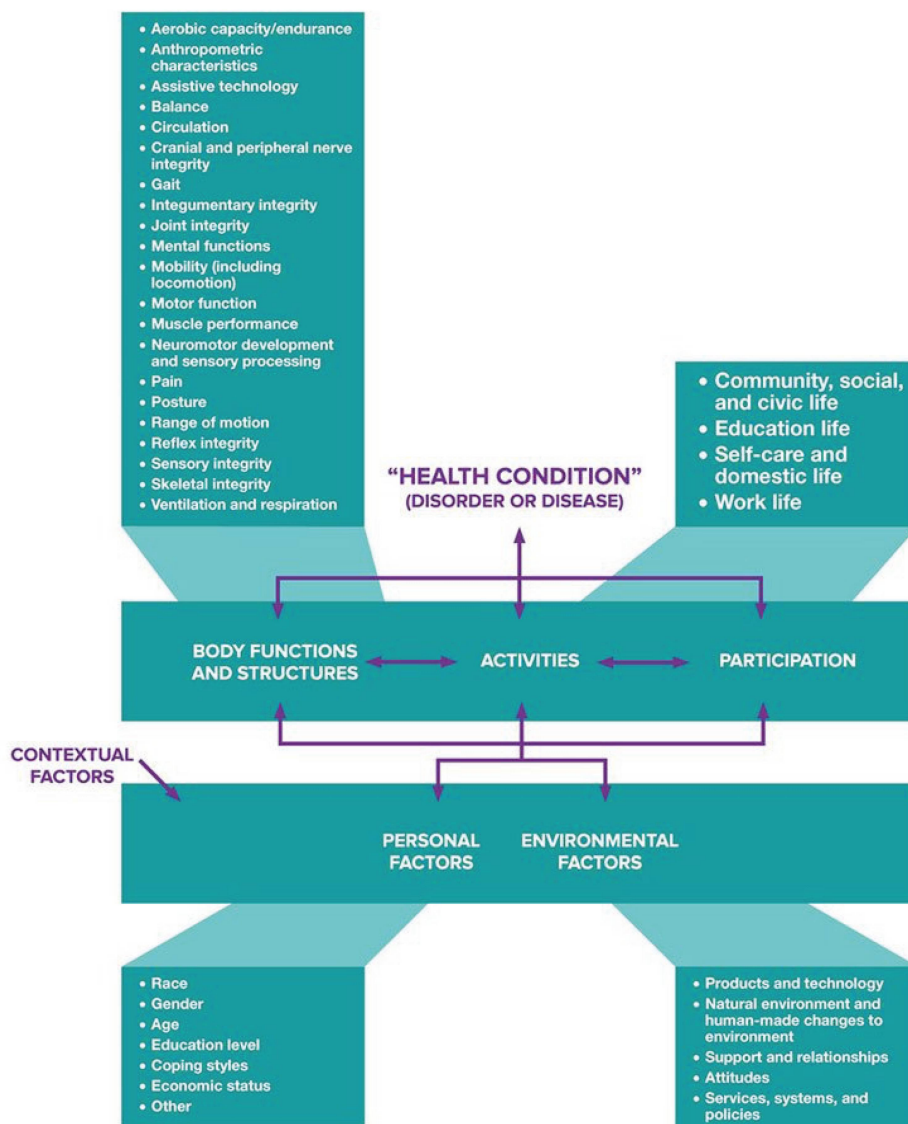 • Aerobic capacity/endurance
• Anthropometric
characteristics
• Assistive technology
• Balance
• Circulation
• Cranial and peripheral nerve
integrity
• Gait
• Integumentary integrity
• Joint integrity
• Mental functions
• Mobility (including
locomotion)
• Motor function
• Muscle performance
• Neuromotor development
and sensory processing
• Pain
• Posture
• Range of motion
• Reflex integrity
• Sensory integrity
• Skeletal integrity
• Ventilation and respiration
• Community, social,
and civic life
• Education life
• Self-care and
domestic life
• Work life
“HEALTH CONDITION”
(DISORDER OR DISEASE)
BODY FUNCTIONS
AND STRUCTURES
ACTIVITIES
PARTICIPATION
CONTEXTUAL
FACTORS
PERSONAL
FACTORS
ENVIRONMENTAL
FACTORS
• Race
• Gender
• Age
• Education level
• Coping styles
• Economic status
• Other
• Products and technology
• Natural environment and
human-made changes to
environment
• Support and relationships
• Attitudes
• Services, systems, and
policies